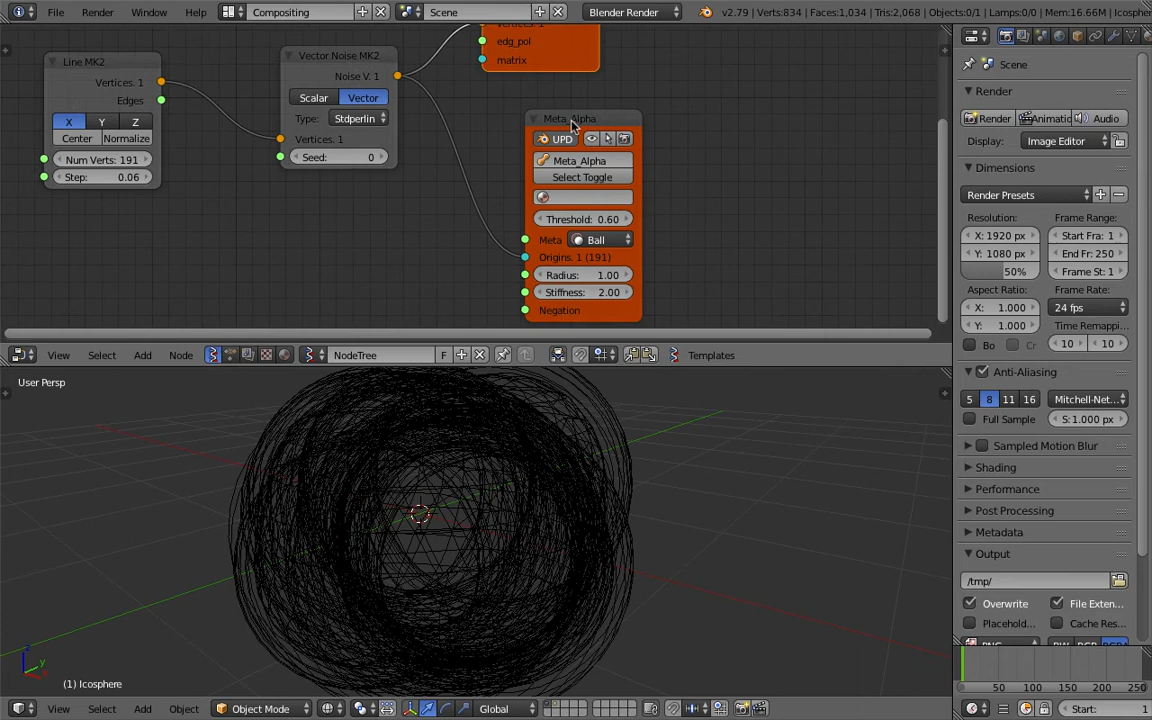 File Render Window Help Compositing Scene Blender Render v2.79 | Verts:834 | Faces:1,034 | Tris:2,068 | Objects:0/1 | Lamps:0/0 | Mem:16.66M | Icospher
edg_pol
matrix
Line MK2
Vertices. 1
Edges
X Y Z
Center Normalize
Num Verts: 191
Step: 0.06
Vector Noise MK2
Noise V. 1
Scalar Vector
Type: Stdperlin
Vertices. 1
Seed: 0
Meta_Alpha
UPD
Meta_Alpha
Select Toggle
Threshold: 0.60
Meta Ball
Origins. 1 (191)
Radius: 1.00
Stiffness: 2.00
Negation
View Select Add Node NodeTree F Templates
User Persp
(1) Icosphere
View Select Add Object Object Mode Global
Scene
Render
Render Animatic Audio
Display: Image Editor
Dimensions
Render Presets
Resolution: Frame Range:
X: 1920 px Start Fra: 1
Y: 1080 px End Fr: 250
50% Frame St: 1
Aspect Ratio: Frame Rate:
X: 1.000 24 fps
Y: 1.000 Time Remappi...
Bo Cr 10 10
Anti-Aliasing
5 8 11 16 Mitchell-Net...
Full Sample S: 1.000 px
Sampled Motion Blur
Shading
Performance
Post Processing
Metadata
Output
/tmp/
Overwrite File Exten...
Placehold... Cache Res...
50 100 150 200 250
Start: 1